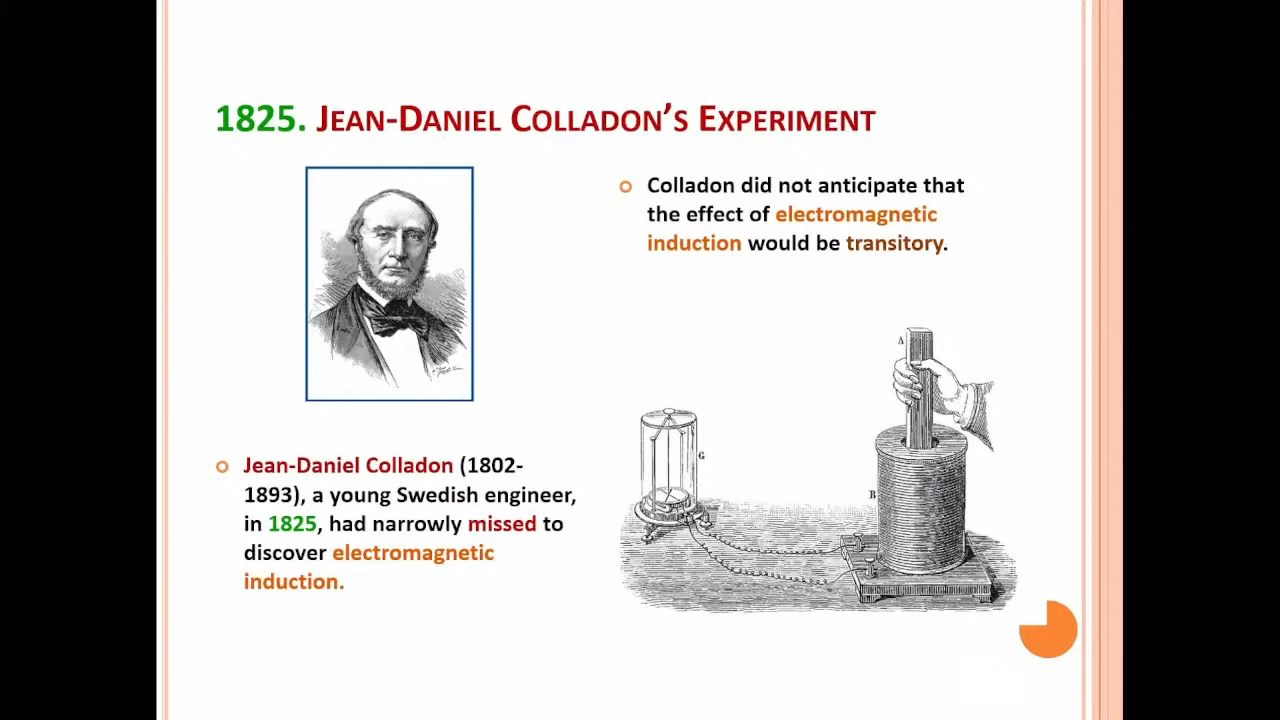 1825. JEAN-DANIEL COLLADON'S EXPERIMENT
Colladon did not anticipate that
the effect of electromagnetic
induction would be transitory.
Jean-Daniel Colladon (1802-
1893), a young Swedish engineer,
in 1825, had narrowly missed to
discover electromagnetic
induction.
A
G
B